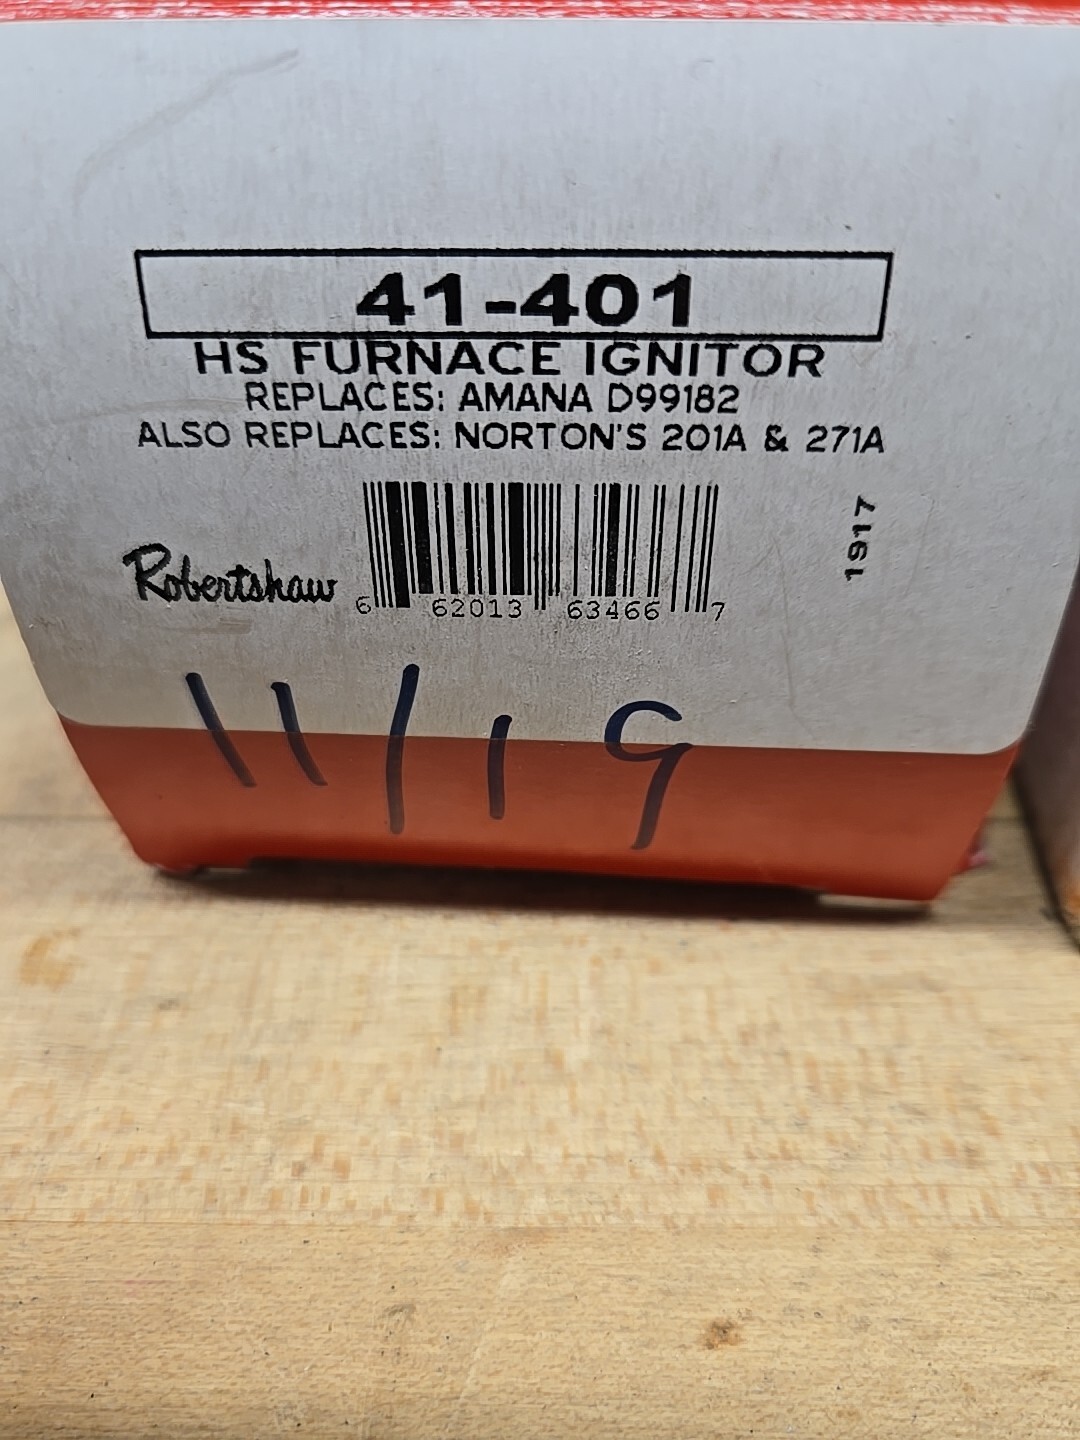 41-401
HS FURNACE IGNITOR
REPLACES: AMANA D99182
ALSO REPLACES: NORTON'S 201A & 271A
1917
Robertshaw
6 62013 63466 7
11/19